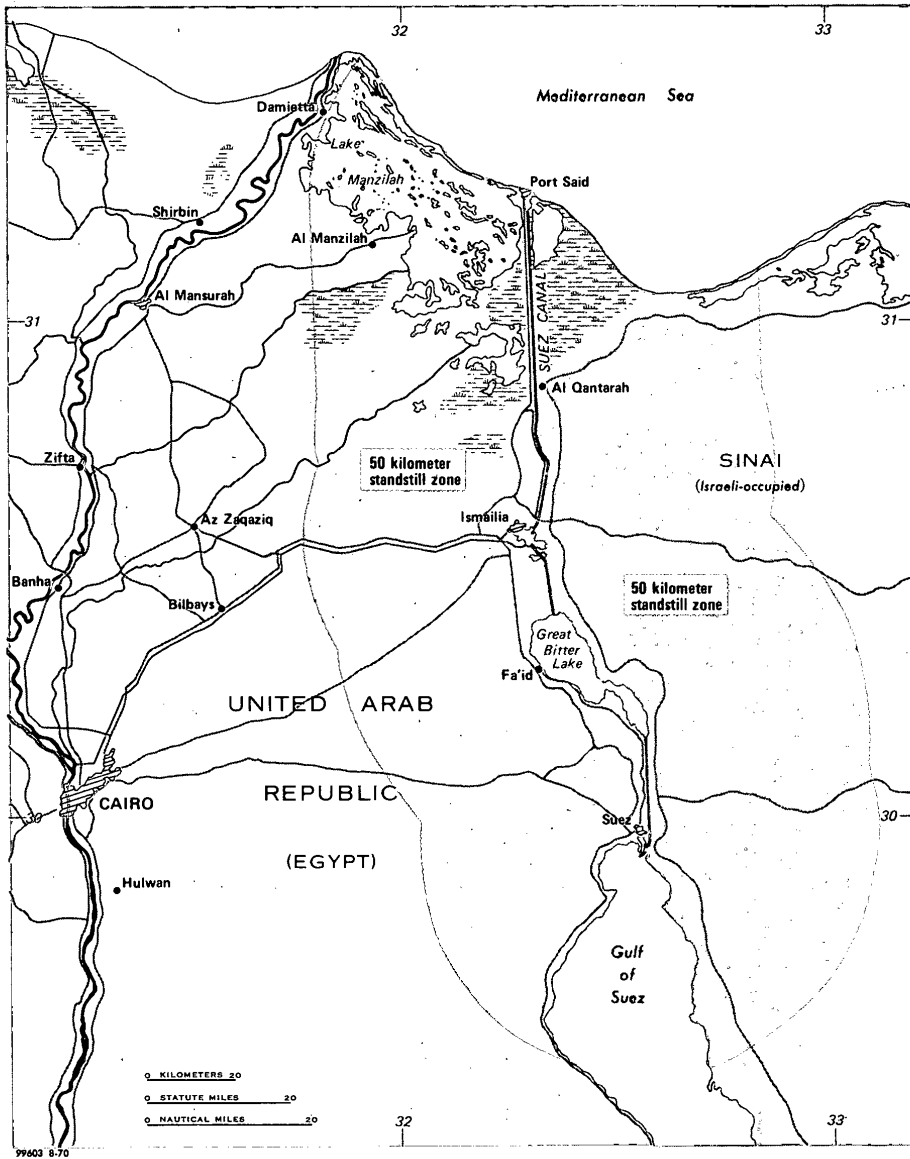 32
33
Mediterranean Sea
Damietta
Lake
Manzilah
Port Said
Shirbin
Al Manzilah
Al Mansurah
31
SUEZ CANAL
31
Al Qantarah
Zifta
50 kilometer
standstill zone
SINAI
(Israeli-occupied)
Az Zaqaziq
Ismailia
Banha
Bilbays
50 kilometer
standstill zone
Great
Bitter
Lake
Fa'id
UNITED ARAB
REPUBLIC
(EGYPT)
CAIRO
30
Suez
30
Hulwan
Gulf
of
Suez
0 KILOMETERS 20
0 STATUTE MILES 20
0 NAUTICAL MILES 20
32
33
99603 8-70